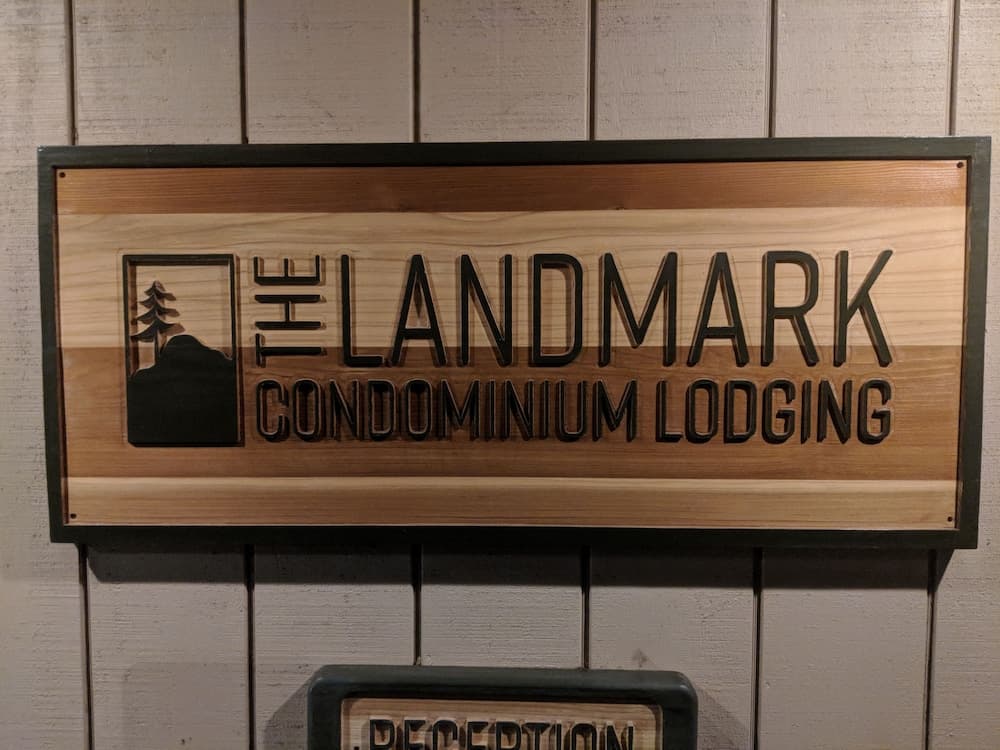 THE LANDMARK
CONDOMINIUM LODGING
RECEPTION